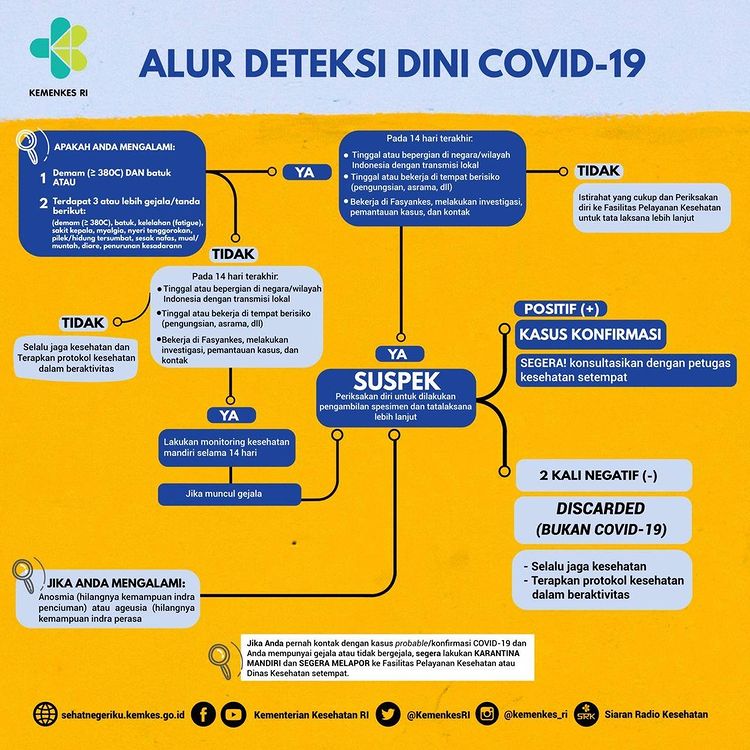 KEMENKES RI
ALUR DETEKSI DINI COVID-19
APAKAH ANDA MENGALAMI:
1 Demam (≥ 380C) DAN batuk
ATAU
2 Terdapat 3 atau lebih gejala/tanda
berikut:
(demam (≥ 380C), batuk, kelelahan (fatigue),
sakit kepala, myalgia, nyeri tenggorokan,
pilek/hidung tersumbat, sesak nafas, mual/
muntah, diare, penurunan kesadarann
YA
Pada 14 hari terakhir:
• Tinggal atau bepergian di negara/wilayah
Indonesia dengan transmisi lokal
• Tinggal atau bekerja di tempat berisiko
(pengungsian, asrama, dll)
• Bekerja di Fasyankes, melakukan investigasi,
pemantauan kasus, dan kontak
TIDAK
Istirahat yang cukup dan Periksakan
diri ke Fasilitas Pelayanan Kesehatan
untuk tata laksana lebih lanjut
TIDAK
Pada 14 hari terakhir:
• Tinggal atau bepergian di negara/wilayah
Indonesia dengan transmisi lokal
• Tinggal atau bekerja di tempat berisiko
(pengungsian, asrama, dll)
• Bekerja di Fasyankes, melakukan
investigasi, pemantauan kasus, dan
kontak
TIDAK
Selalu jaga kesehatan dan
Terapkan protokol kesehatan
dalam beraktivitas
YA
Lakukan monitoring kesehatan
mandiri selama 14 hari
Jika muncul gejala
YA
SUSPEK
Periksakan diri untuk dilakukan
pengambilan spesimen dan tatalaksana
lebih lanjut
POSITIF (+)
KASUS KONFIRMASI
SEGERA! konsultasikan dengan petugas
kesehatan setempat
2 KALI NEGATIF (-)
DISCARDED
(BUKAN COVID-19)
- Selalu jaga kesehatan
- Terapkan protokol kesehatan
dalam beraktivitas
JIKA ANDA MENGALAMI:
Anosmia (hilangnya kemampuan indra
penciuman) atau ageusia (hilangnya
kemampuan indra perasa
Jika Anda pernah kontak dengan kasus probable/konfirmasi COVID-19 dan
Anda mempunyai gejala atau tidak bergejala, segera lakukan KARANTINA
MANDIRI dan SEGERA MELAPOR ke Fasilitas Pelayanan Kesehatan atau
Dinas Kesehatan setempat.
sehatnegeriku.kemkes.go.id
Kementerian Kesehatan RI
@KemenkesRI
@kemenkes_ri
SRK
Siaran Radio Kesehatan